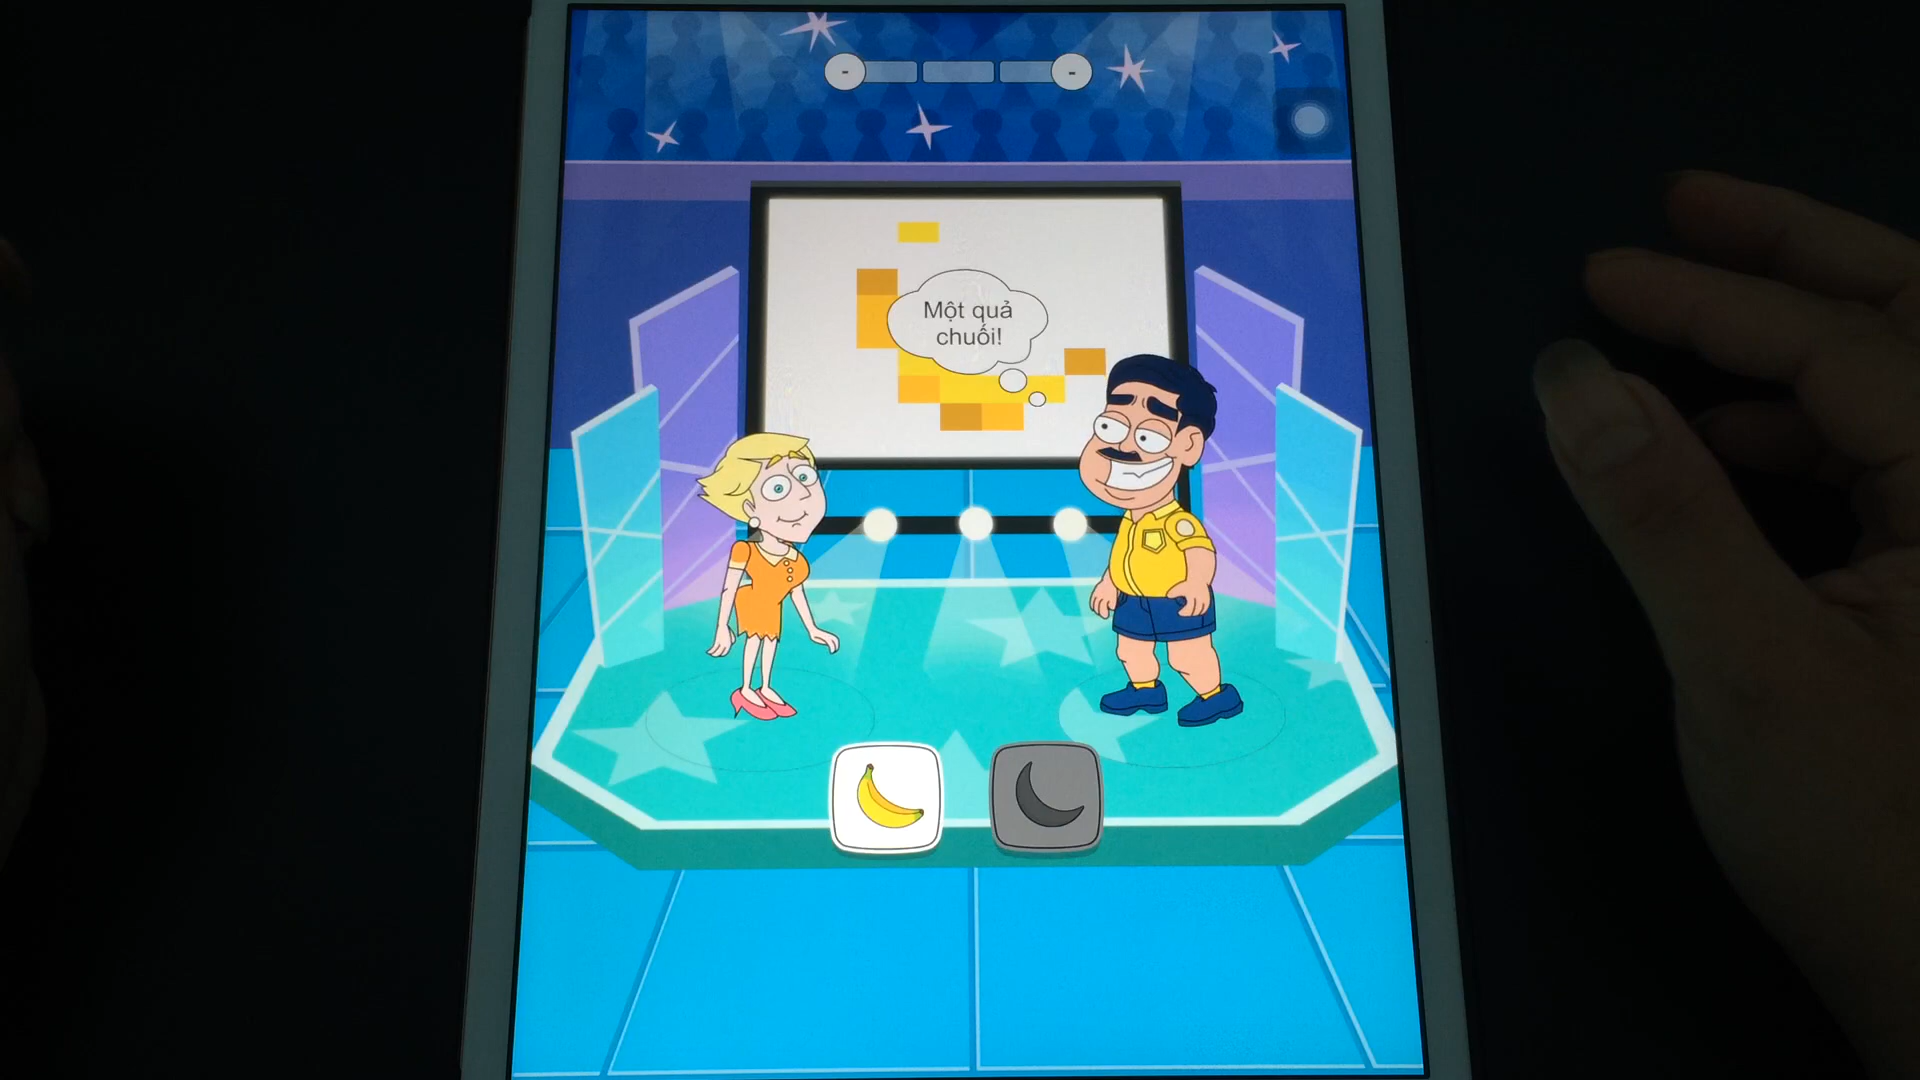 -
-
Một quả
chuối!